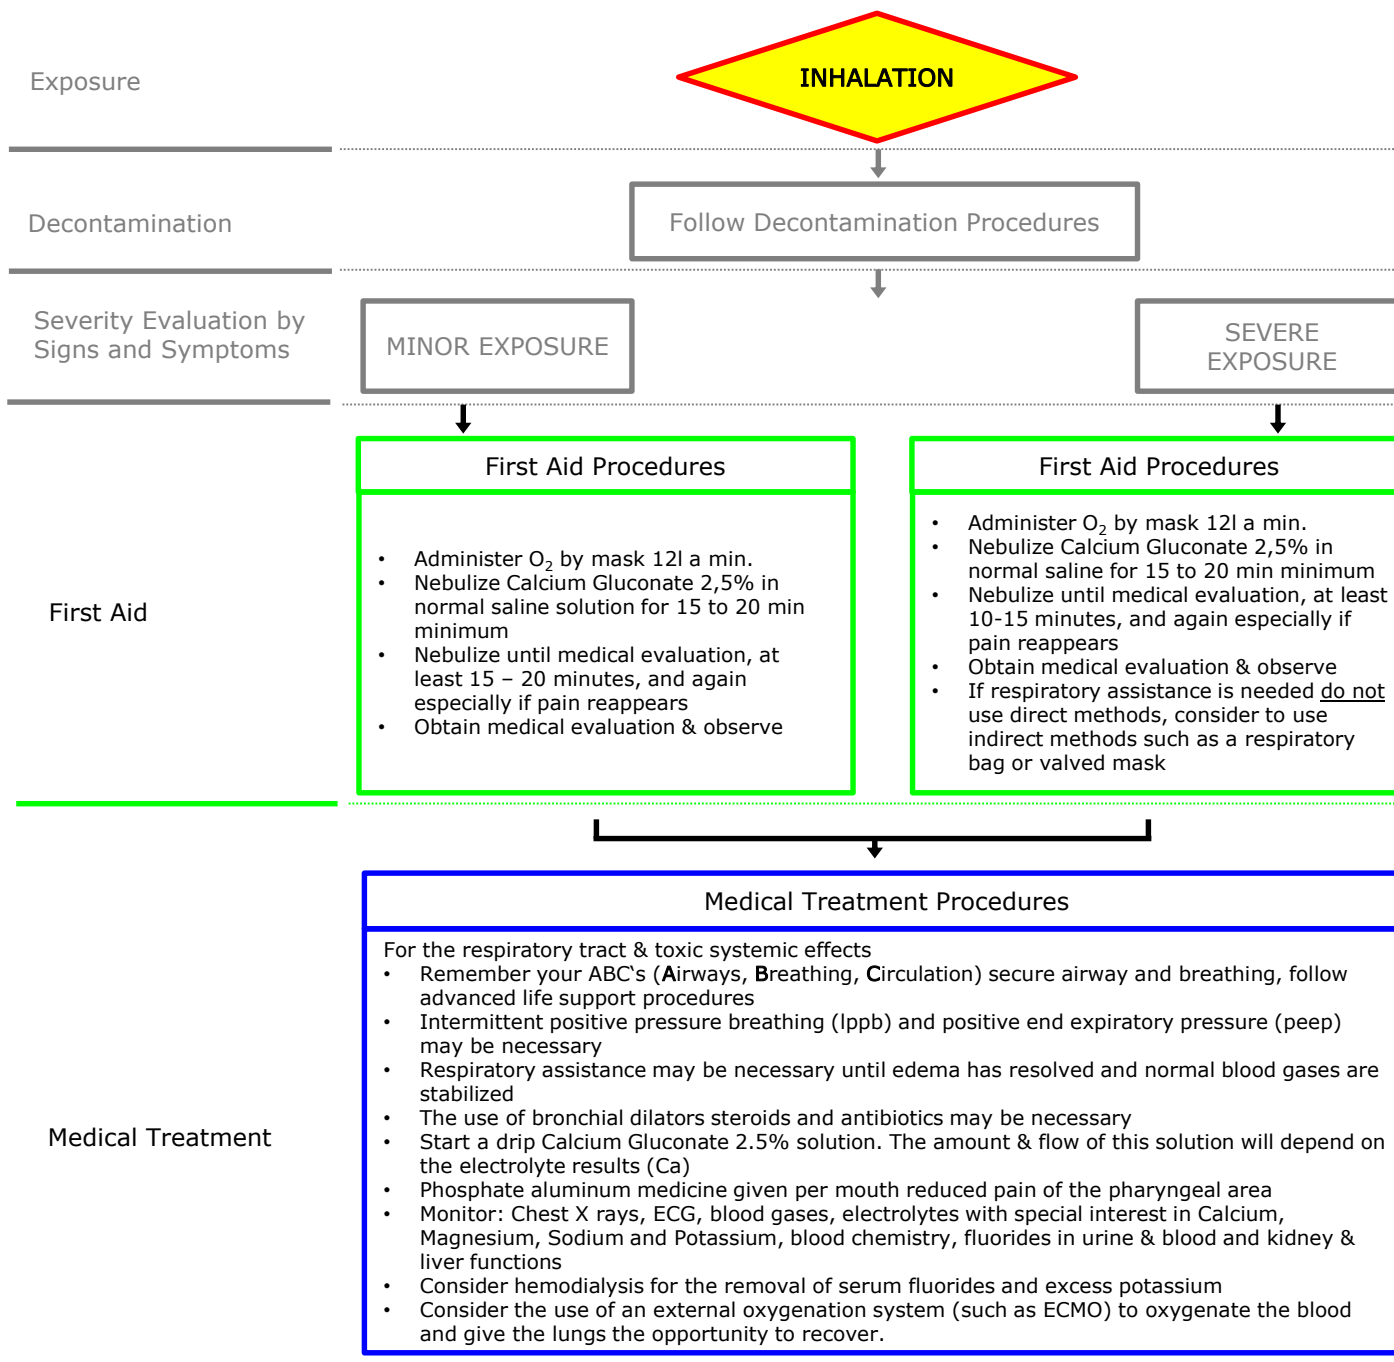 Exposure
INHALATION
Decontamination
Follow Decontamination Procedures
Severity Evaluation by
Signs and Symptoms
MINOR EXPOSURE
SEVERE
EXPOSURE
First Aid
First Aid Procedures
• Administer O₂ by mask 12l a min.
• Nebulize Calcium Gluconate 2,5% in
normal saline solution for 15 to 20 min
minimum
• Nebulize until medical evaluation, at
least 15 – 20 minutes, and again
especially if pain reappears
• Obtain medical evaluation & observe
First Aid Procedures
• Administer O₂ by mask 12l a min.
• Nebulize Calcium Gluconate 2,5% in
normal saline for 15 to 20 min minimum
• Nebulize until medical evaluation, at least
10-15 minutes, and again especially if
pain reappears
• Obtain medical evaluation & observe
• If respiratory assistance is needed do not
use direct methods, consider to use
indirect methods such as a respiratory
bag or valved mask
Medical Treatment
Medical Treatment Procedures
For the respiratory tract & toxic systemic effects
• Remember your ABC‛s (Airways, Breathing, Circulation) secure airway and breathing, follow
advanced life support procedures
• Intermittent positive pressure breathing (lppb) and positive end expiratory pressure (peep)
may be necessary
• Respiratory assistance may be necessary until edema has resolved and normal blood gases are
stabilized
• The use of bronchial dilators steroids and antibiotics may be necessary
• Start a drip Calcium Gluconate 2.5% solution. The amount & flow of this solution will depend on
the electrolyte results (Ca)
• Phosphate aluminum medicine given per mouth reduced pain of the pharyngeal area
• Monitor: Chest X rays, ECG, blood gases, electrolytes with special interest in Calcium,
Magnesium, Sodium and Potassium, blood chemistry, fluorides in urine & blood and kidney &
liver functions
• Consider hemodialysis for the removal of serum fluorides and excess potassium
• Consider the use of an external oxygenation system (such as ECMO) to oxygenate the blood
and give the lungs the opportunity to recover.